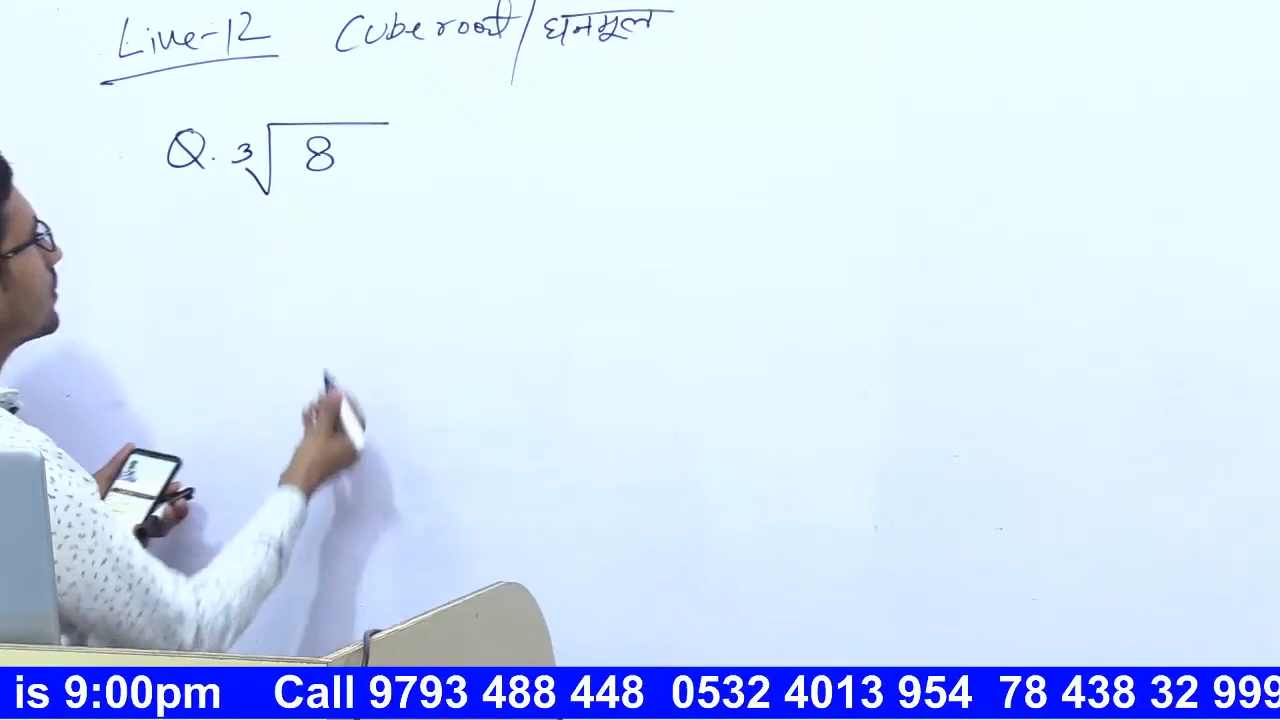 Live-12 Cube root/घनमूल
Q. ∛8
is 9:00pm Call 9793 488 448 0532 4013 954 78 438 32 999